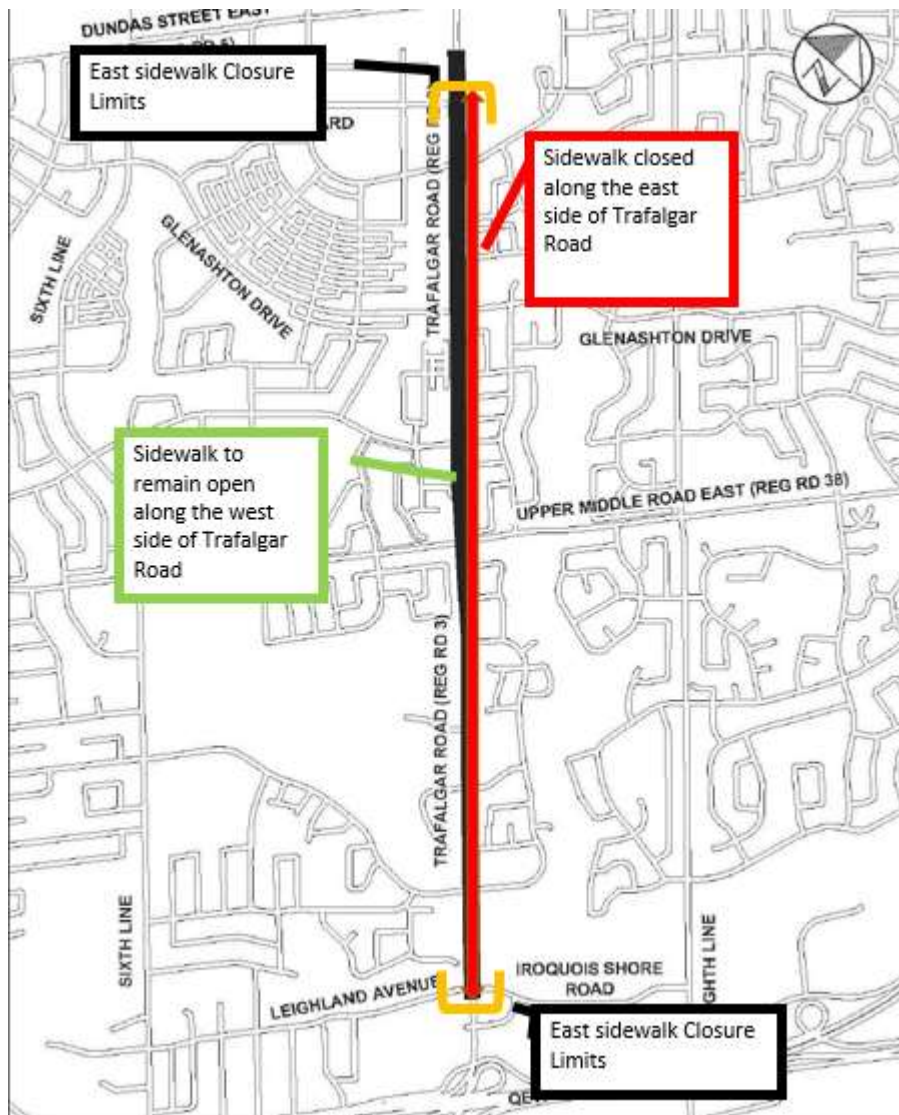 DUNDAS STREET EAST
East sidewalk Closure
Limits
N
TRAFALGAR ROAD (REG
Sidewalk closed
along the east
side of Trafalgar
Road
SIXTH LINE
GLENASHTON DRIVE
GLENASHTON DRIVE
Sidewalk to
remain open
along the west
side of Trafalgar
Road
UPPER MIDDLE ROAD EAST (REG RD 38)
TRAFALGAR ROAD (REG RD 3)
SIXTH LINE
LEIGHLAND AVENUE
IROQUOIS SHORE
ROAD
GHTH LINE
East sidewalk Closure
Limits